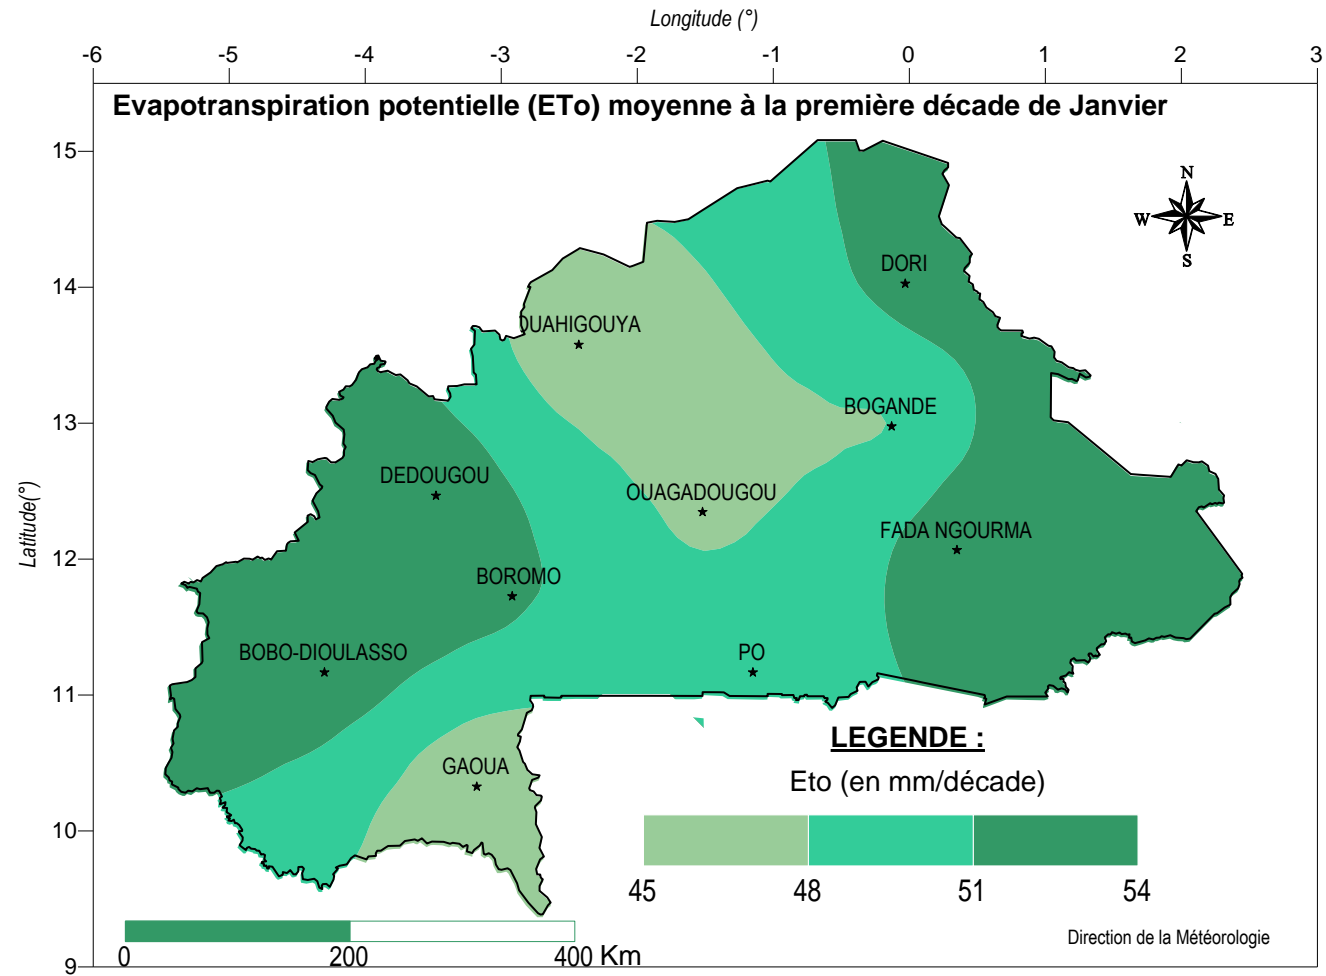 Longitude (°)
-6 -5 -4 -3 -2 -1 0 1 2 3
Evapotranspiration potentielle (ETo) moyenne à la première décade de Janvier
15
N
W E
S
DORI
14
OUAHIGOUYA
BOGANDE
13
DEDOUGOU
OUAGADOUGOU
Latitude(°)
FADA NGOURMA
12
BOROMO
BOBO-DIOULASSO
PO
11
LEGENDE :
GAOUA
Eto (en mm/décade)
10
45 48 51 54
Direction de la Météorologie
0 200 400 Km
9